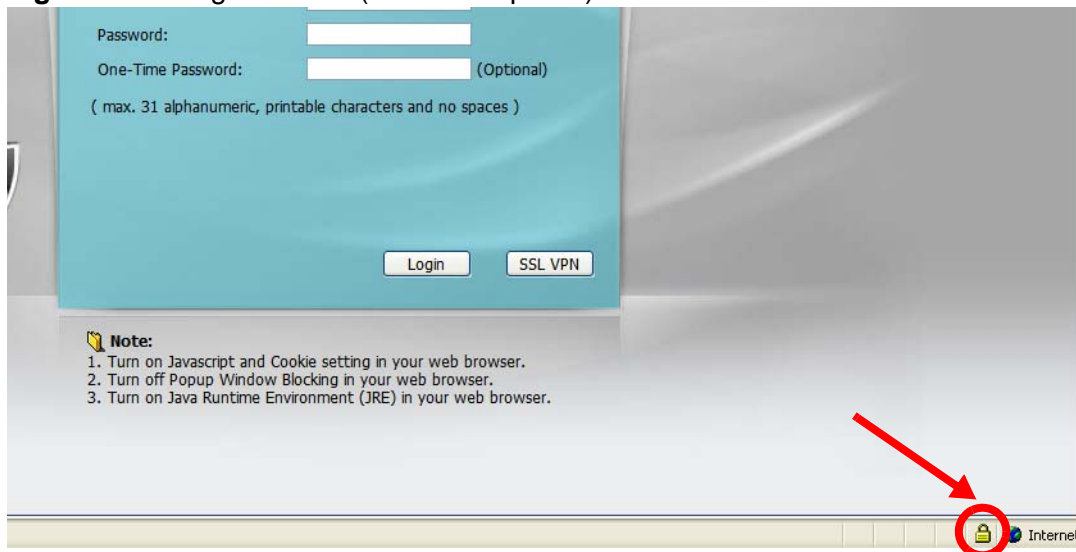 Password:
One-Time Password: (Optional)
( max. 31 alphanumeric, printable characters and no spaces )
Login SSL VPN
Note:
1. Turn on Javascript and Cookie setting in your web browser.
2. Turn off Popup Window Blocking in your web browser.
3. Turn on Java Runtime Environment (JRE) in your web browser.
Internet